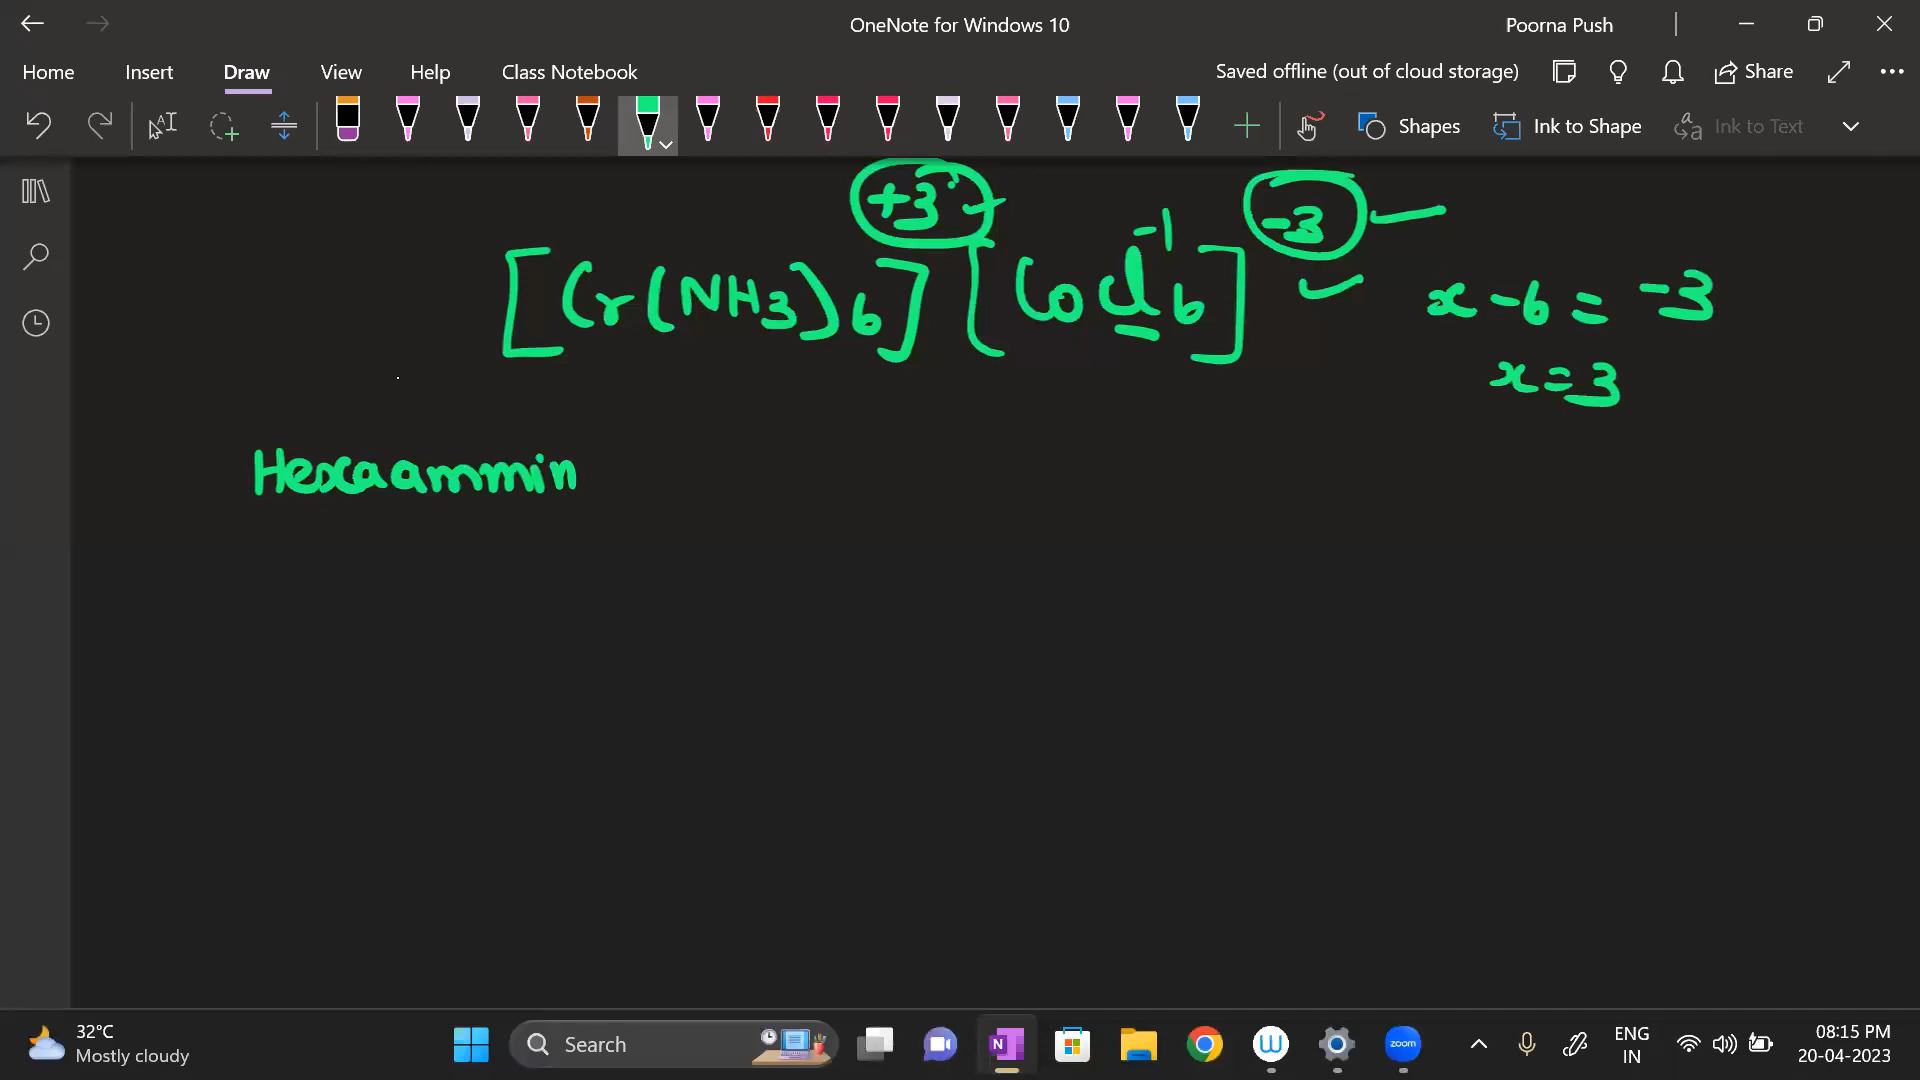 OneNote for Windows 10
Poorna Push
Home Insert Draw View Help Class Notebook
Saved offline (out of cloud storage)
Share
Shapes
Ink to Shape
Ink to Text
+3 -3
[Cr(NH3)6] [CoCl6] -1
x - 6 = -3
x = 3
Hexaammin
32°C
Mostly cloudy
Search
zoom
ENG
IN
08:15 PM
20-04-2023